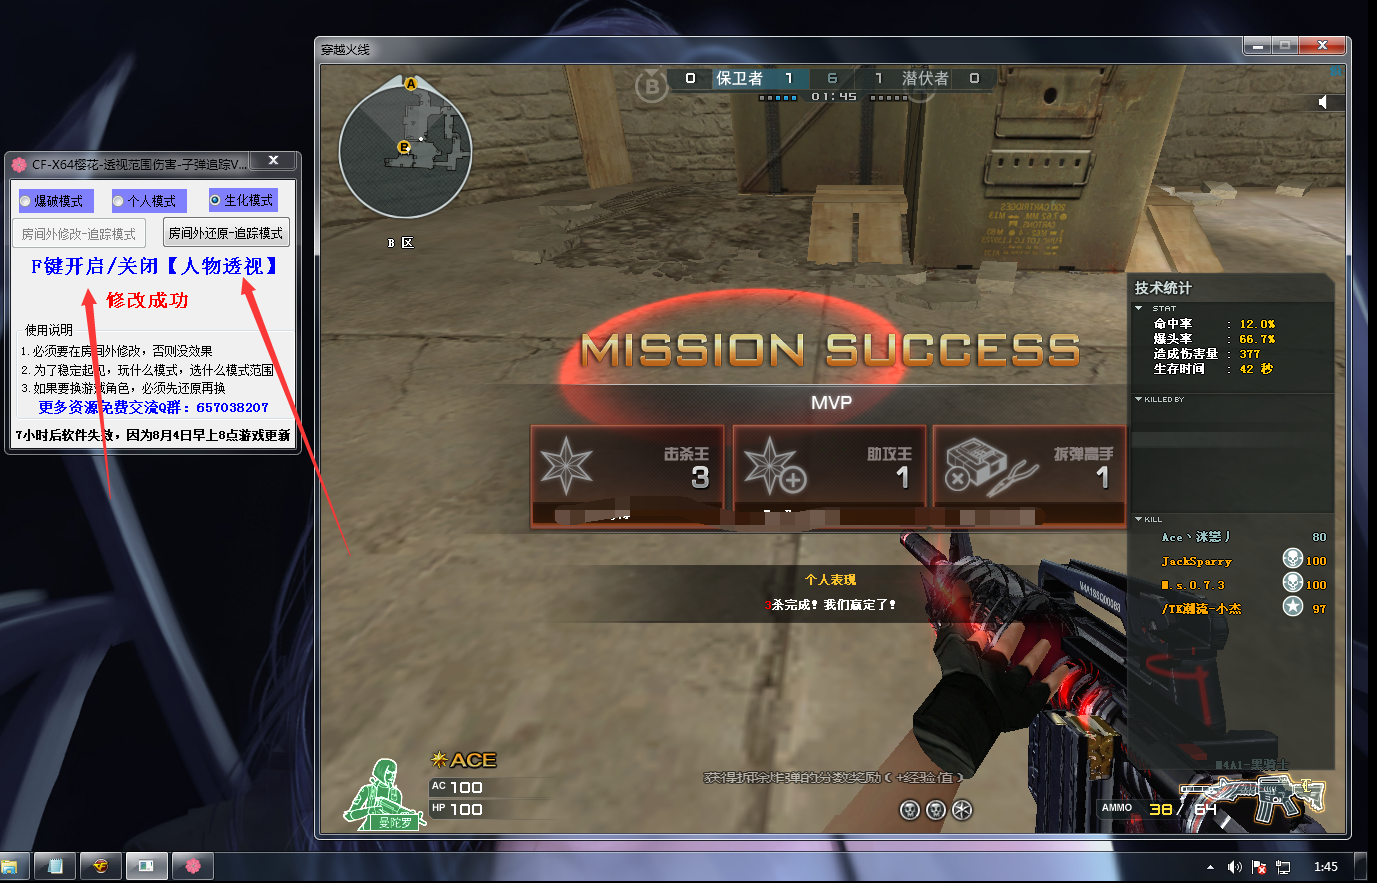 穿越火线
0 保卫者 1 6 1 潜伏者 0
01:45
A
B
B
B 区
CF-X64樱花-透视范围伤害-子弹追踪V...
爆破模式 个人模式 生化模式
房间外修改-追踪模式 房间外还原-追踪模式
F键开启/关闭【人物透视】
修改成功
使用说明
1. 必须要在房间外修改，否则没效果
2. 为了稳定起见，玩什么模式，选什么模式范围
3. 如果要换游戏角色，必须先还原再换
更多资源免费交流Q群：657038207
7小时后软件失效，因为8月4日早上8点游戏更新
MISSION SUCCESS
MVP
击杀王 3
助攻王 1
拆弹高手 1
个人表现
3杀完成！我们赢定了！
技术统计
STAT
命中率 : 12.0%
爆头率 : 66.7%
造成伤害量 : 377
生存时间 : 42 秒
KILLED BY
KILL
80
JackSparry 100
M.s.0.7.3 100
/TK潮流-小杰 97
获得拆除炸弹的分数奖励(+经验值)
ACE
AC 100
HP 100
曼陀罗
M4A1-黑骑士
AMMO 38 / 64
1:45